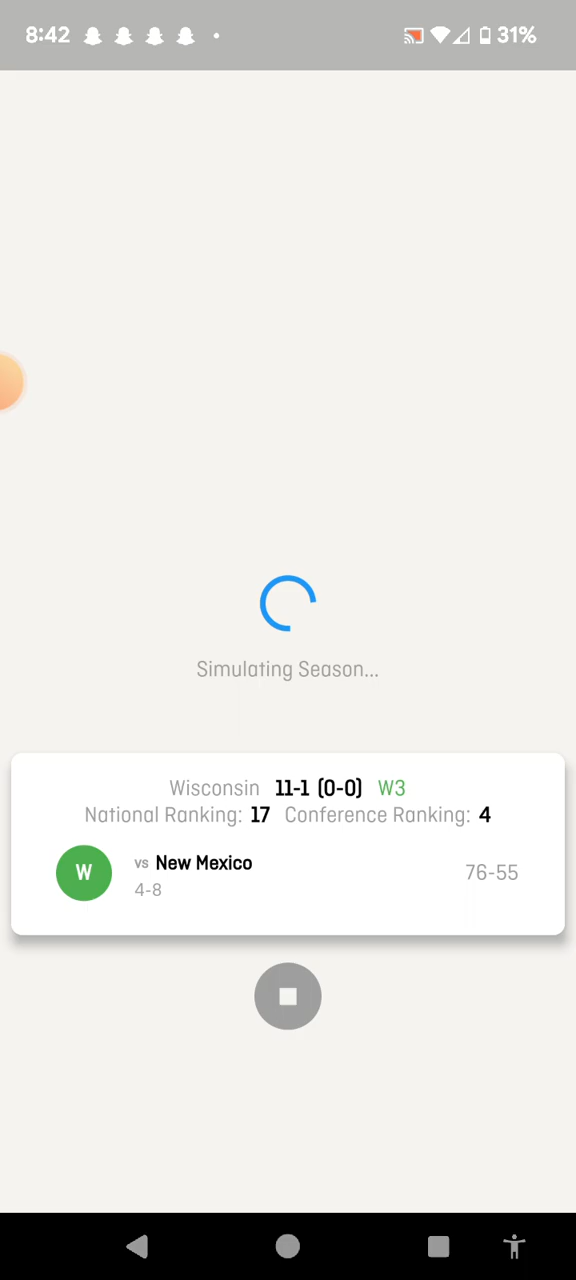 8:42 31%
Simulating Season...
Wisconsin 11-1 (0-0) W3
National Ranking: 17 Conference Ranking: 4
W vs New Mexico 76-55
4-8